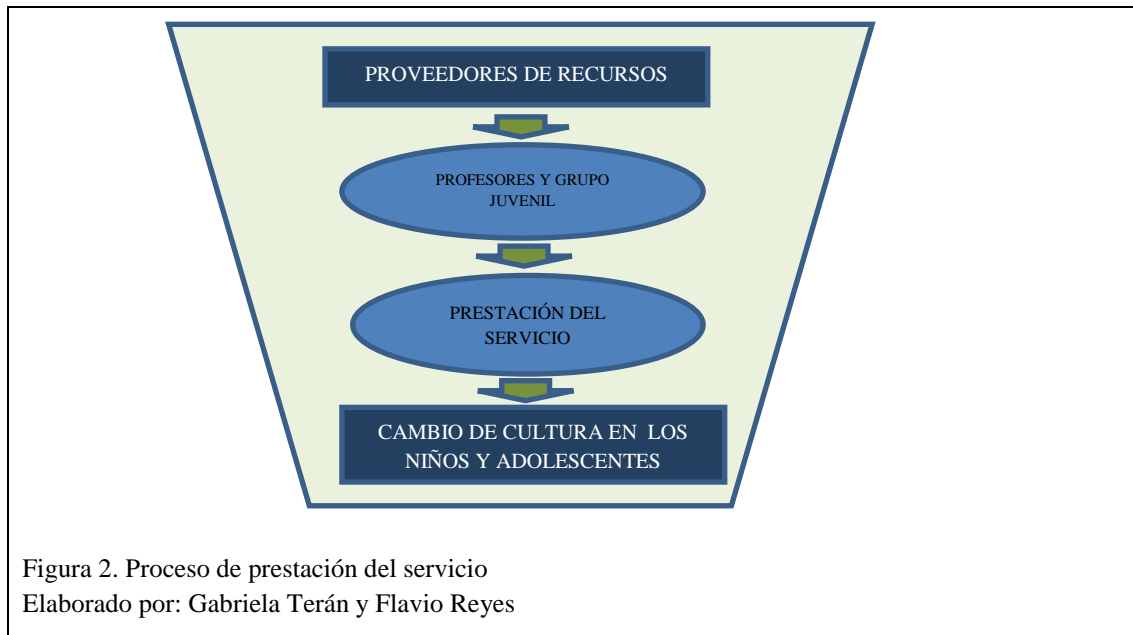 PROVEEDORES DE RECURSOS
PROFESORES Y GRUPO
JUVENIL
PRESTACIÓN DEL
SERVICIO
CAMBIO DE CULTURA EN LOS
NIÑOS Y ADOLESCENTES
Figura 2. Proceso de prestación del servicio
Elaborado por: Gabriela Terán y Flavio Reyes